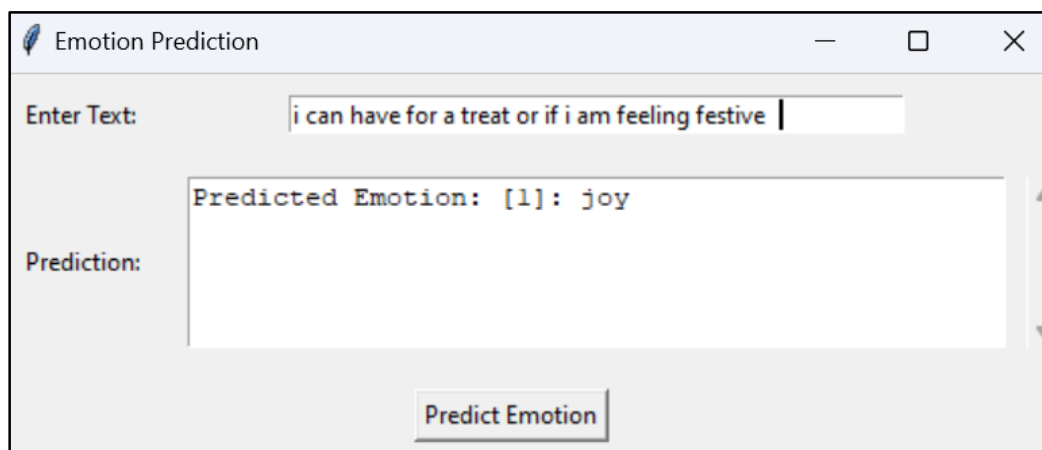 Emotion Prediction
Enter Text: i can have for a treat or if i am feeling festive
Predicted Emotion: [1]: joy
Prediction:
Predict Emotion